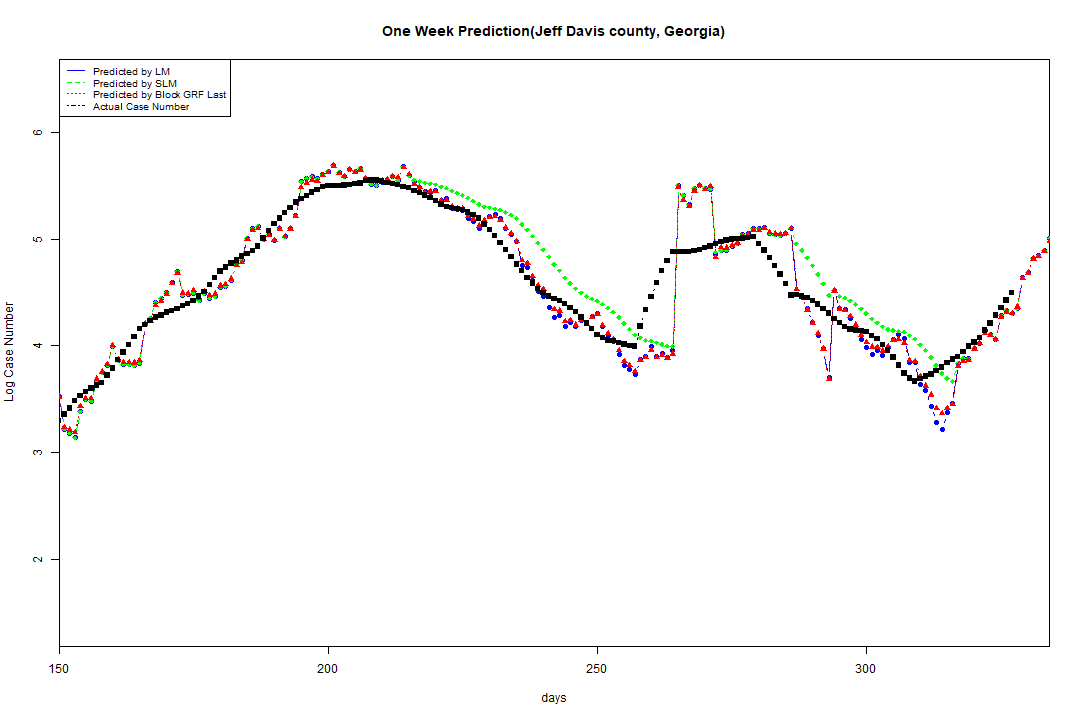 One Week Prediction(Jeff Davis county, Georgia)
Predicted by LM
Predicted by SLM
Predicted by Block GRF Last
Actual Case Number
6
5
4
3
2
Log Case Number
150 200 250 300
days